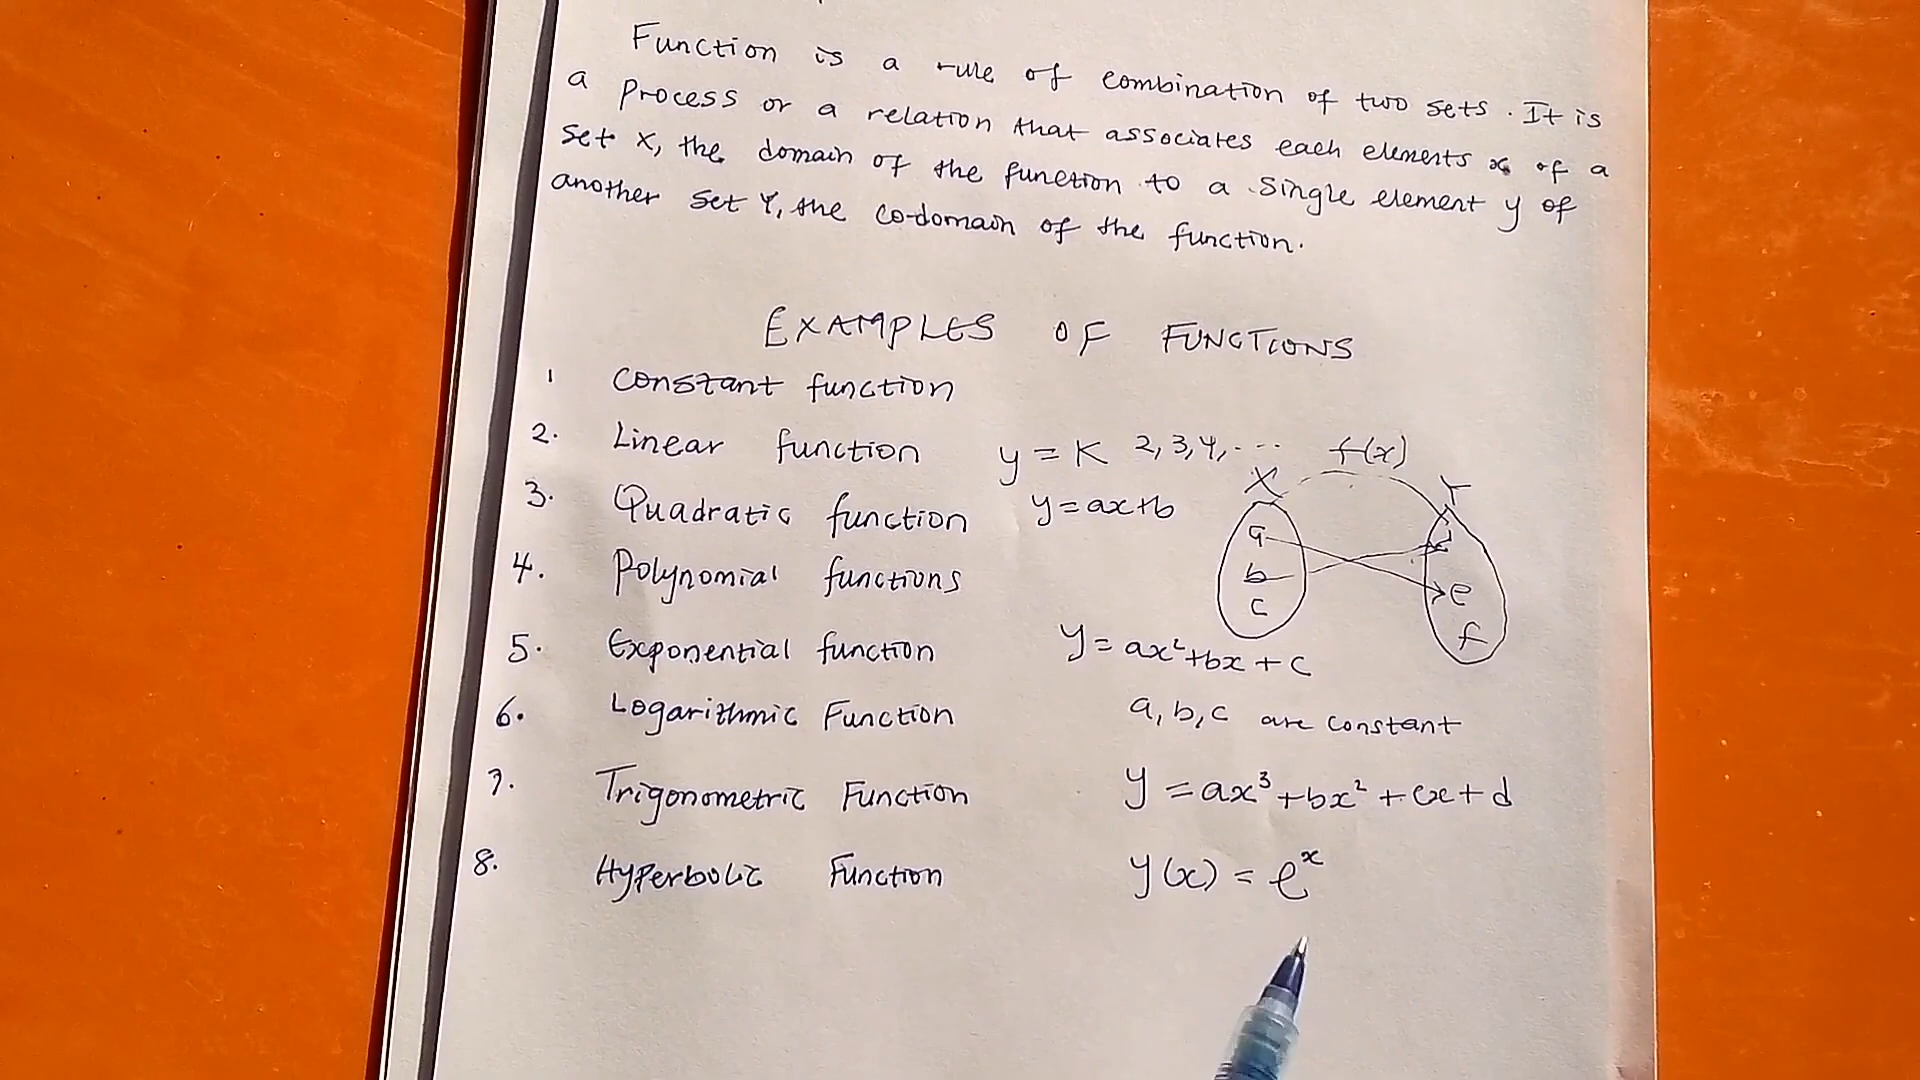 Function is a rule of combination of two sets. It is
a process or a relation that associates each elements x of a
set X, the domain of the function to a single element y of
another set Y, the co-domain of the function.
EXAMPLES OF FUNCTIONS
1 Constant function
2. Linear function
y = K 2,3,4,...
f(x)
3. Quadratic function
y = ax+b
X
Y
a
b
c
e
f
4. Polynomial functions
5. Exponential function
y = ax²+bx+c
6. Logarithmic Function
a, b, c are constant
7. Trigonometric Function
y = ax³+bx²+cx+d
8. Hyperbolic Function
y(x) = eˣ